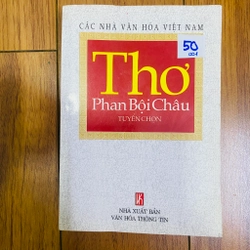 CÁC NHÀ VĂN HÓA VIỆT NAM
50
Thơ
Phan Bội Châu
TUYỂN CHỌN
NHÀ XUẤT BẢN
VĂN HÓA THÔNG TIN